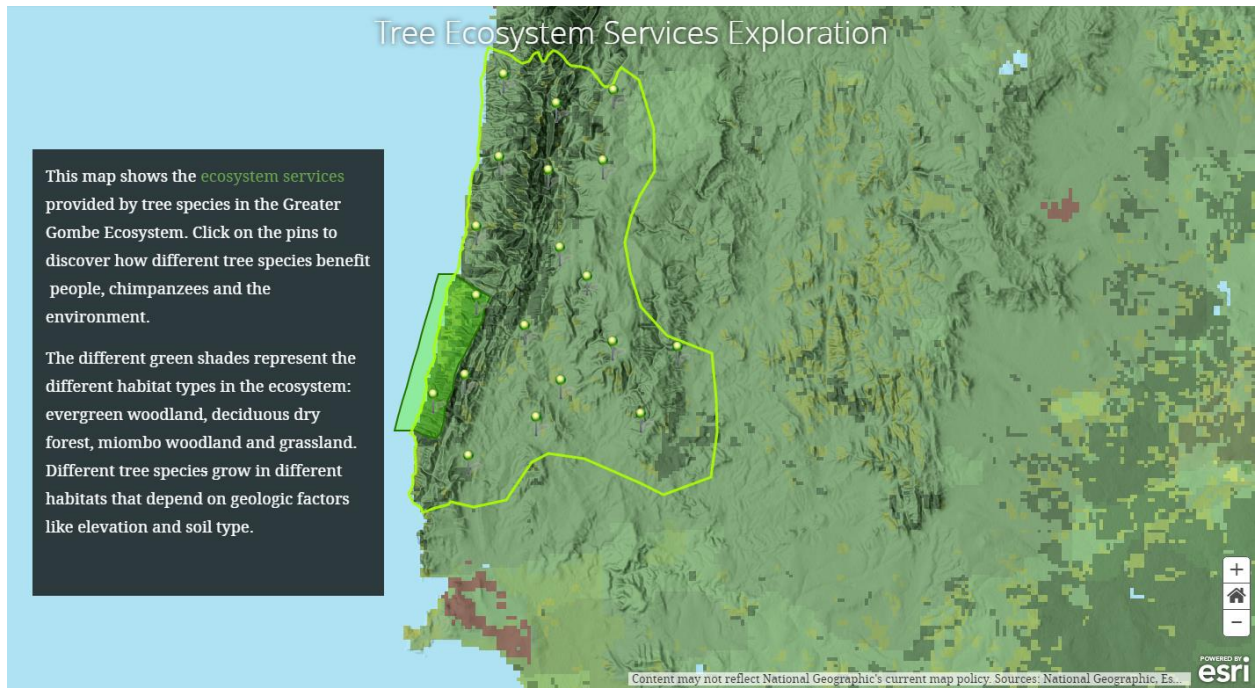 Tree Ecosystem Services Exploration
This map shows the ecosystem services
provided by tree species in the Greater
Gombe Ecosystem. Click on the pins to
discover how different tree species benefit
people, chimpanzees and the
environment.
The different green shades represent the
different habitat types in the ecosystem:
evergreen woodland, deciduous dry
forest, miombo woodland and grassland.
Different tree species grow in different
habitats that depend on geologic factors
like elevation and soil type.
+
−
POWERED BY
esri
Content may not reflect National Geographic's current map policy. Sources: National Geographic, Es...